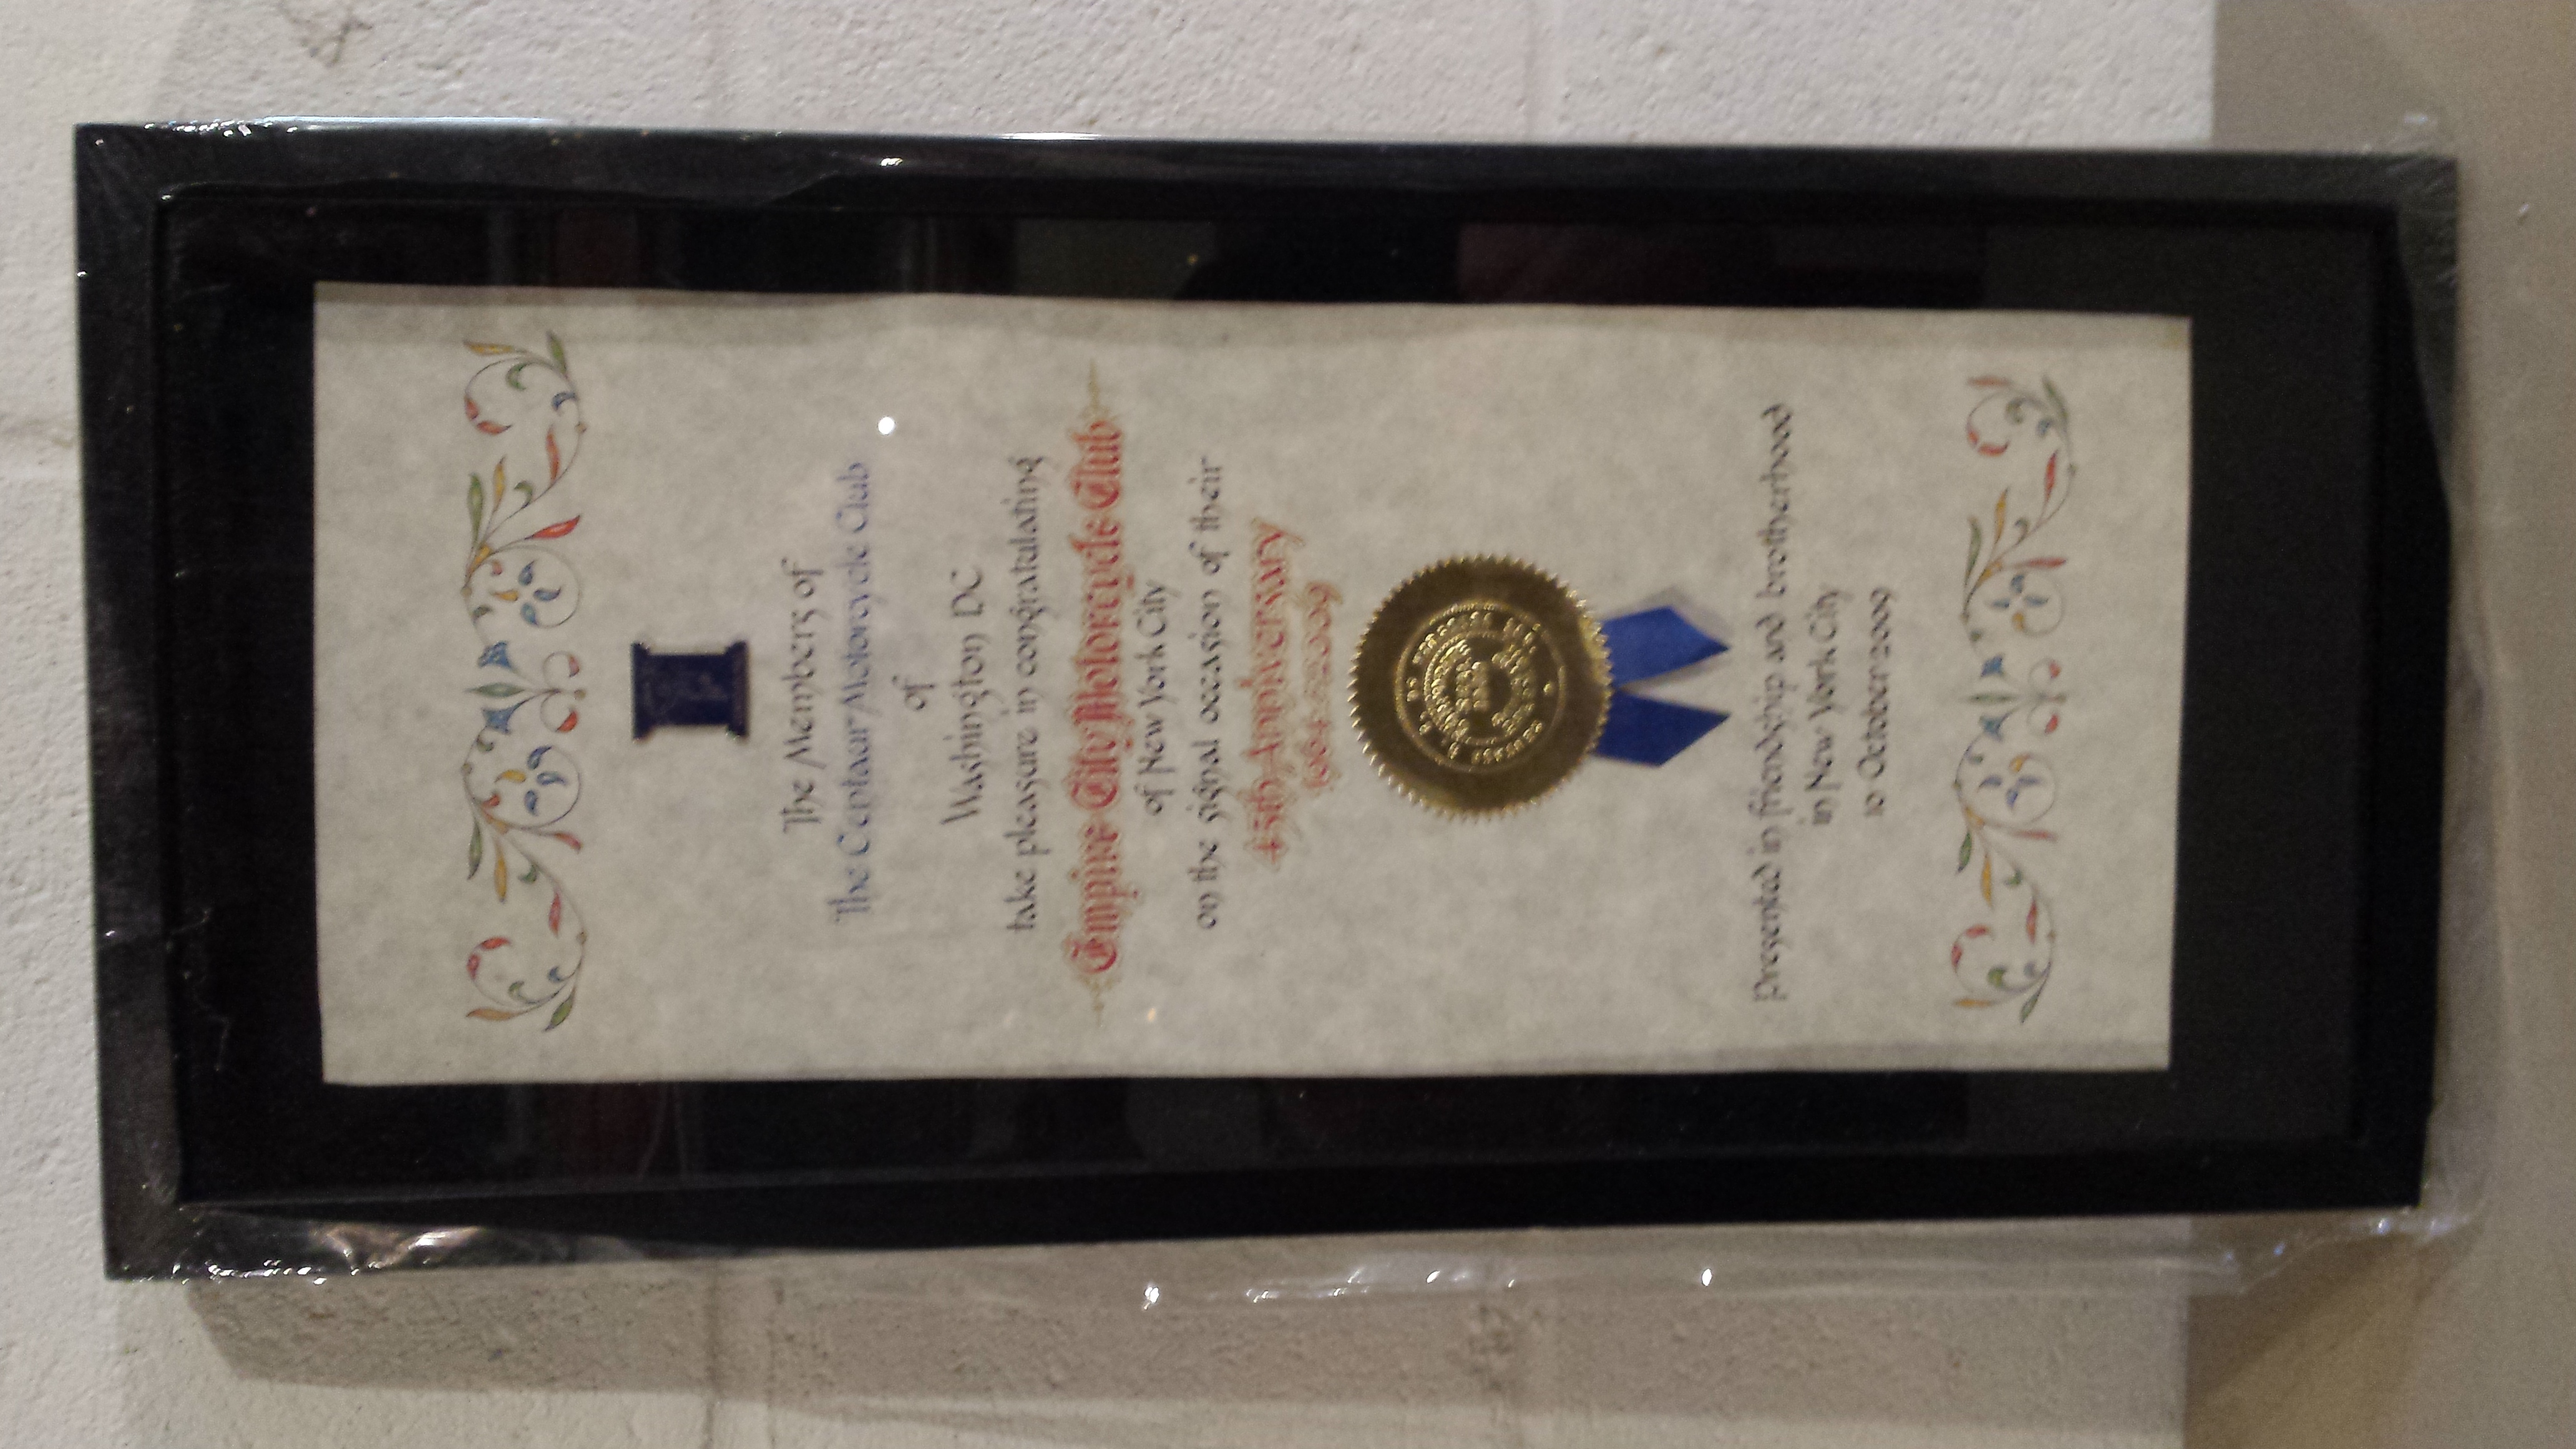 The Members of
The Centaur Motorcycle Club
of
Washington DC
take pleasure in congratulating
Empire City Motorcycle Club
of New York City
on the signal occasion of their
45th Anniversary
1964 - 2009
Presented in friendship and brotherhood
in New York City
10 October 2009